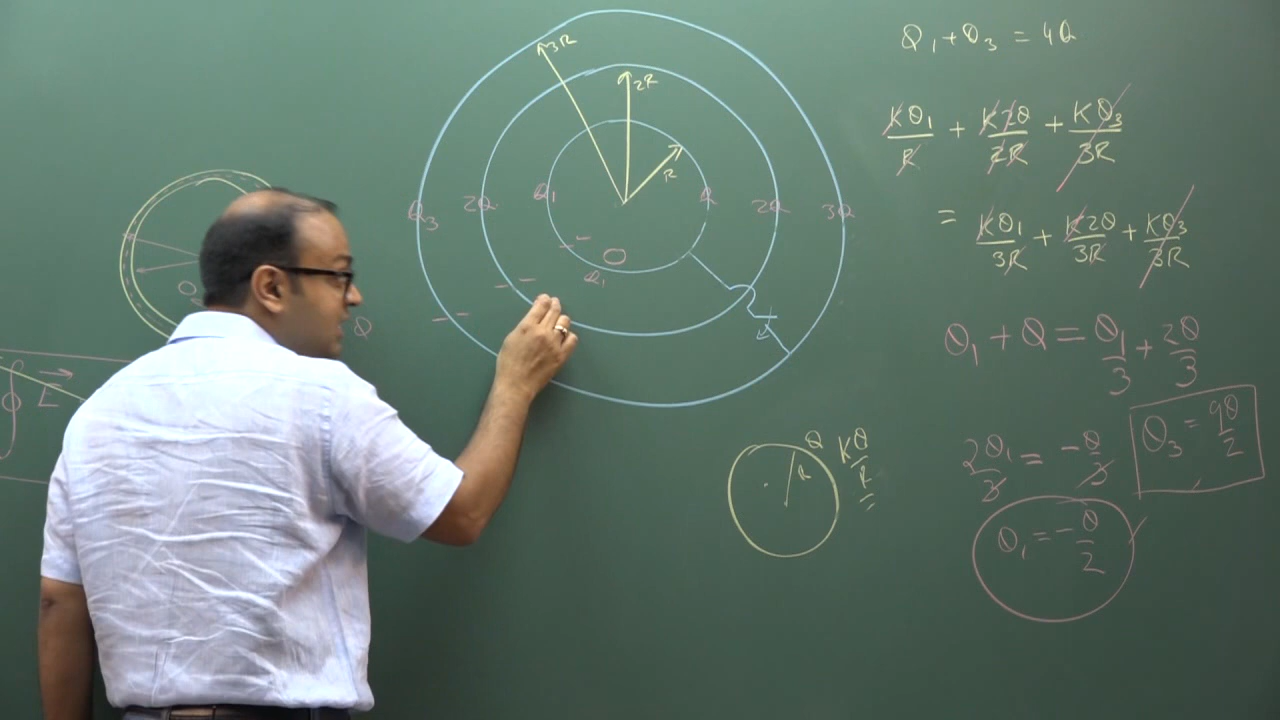 Q₁ + Q₃ = 4Q
KQ₁/R + K2Q/2R + KQ₃/3R
= KQ₁/3R + K2Q/3R + KQ₃/3R
Q₁ + Q = Q₁/3 + 2Q/3
2Q₁/3 = -Q/3
Q₃ = 9Q/2
Q₁ = -Q/2
3R
2R
R
Q₃ 2Q Q₁ Q 2Q 3Q
O
Q₁
Q KQ/R
R
O
Q
∮ E